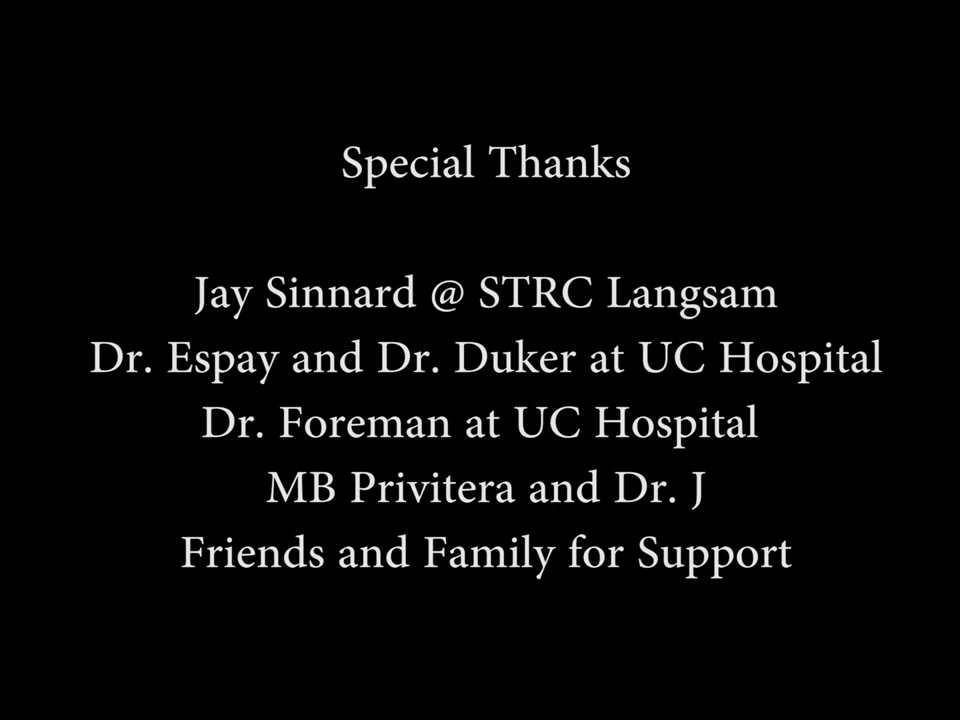 Special Thanks
Jay Sinnard @ STRC Langsam
Dr. Espay and Dr. Duker at UC Hospital
Dr. Foreman at UC Hospital
MB Privitera and Dr. J
Friends and Family for Support